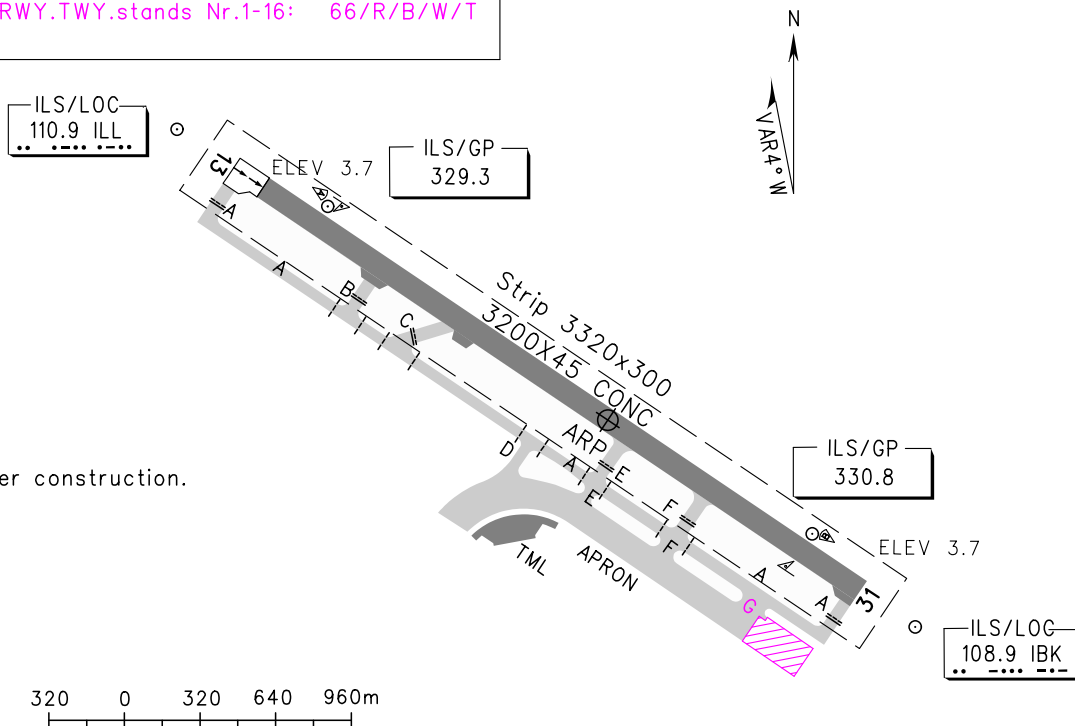 RWY.TWY.stands Nr.1-16: 66/R/B/W/T
N
VAR4°W
ILS/LOC
110.9 ILL
ILS/GP
329.3
13
ELEV 3.7
A
A
B
C
Strip 3320x300
3200X45 CONC
ARP
D
A
E
E
F
F
ILS/GP
330.8
er construction.
ELEV 3.7
TML
APRON
A
A
31
G
ILS/LOC
108.9 IBK
320 0 320 640 960m